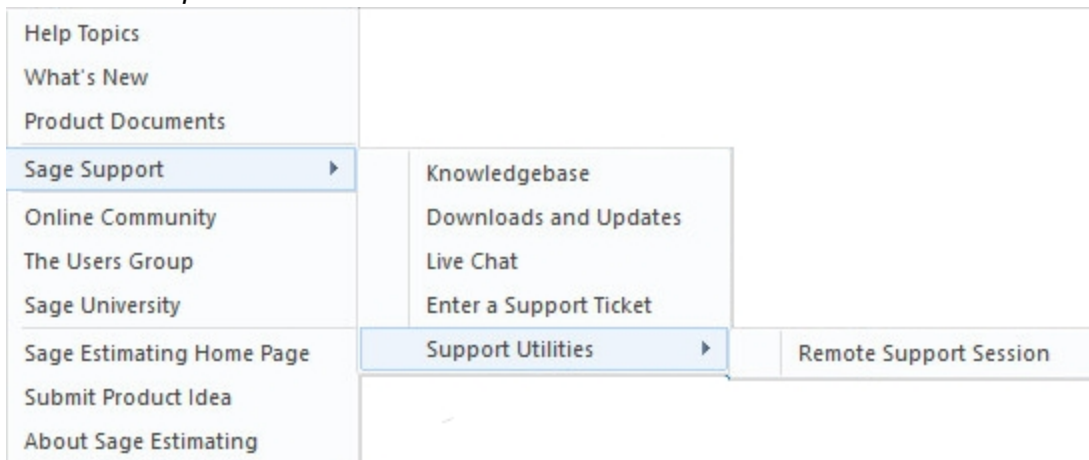 Help Topics
What's New
Product Documents
Sage Support
Online Community
The Users Group
Sage University
Sage Estimating Home Page
Submit Product Idea
About Sage Estimating
Knowledgebase
Downloads and Updates
Live Chat
Enter a Support Ticket
Support Utilities
Remote Support Session